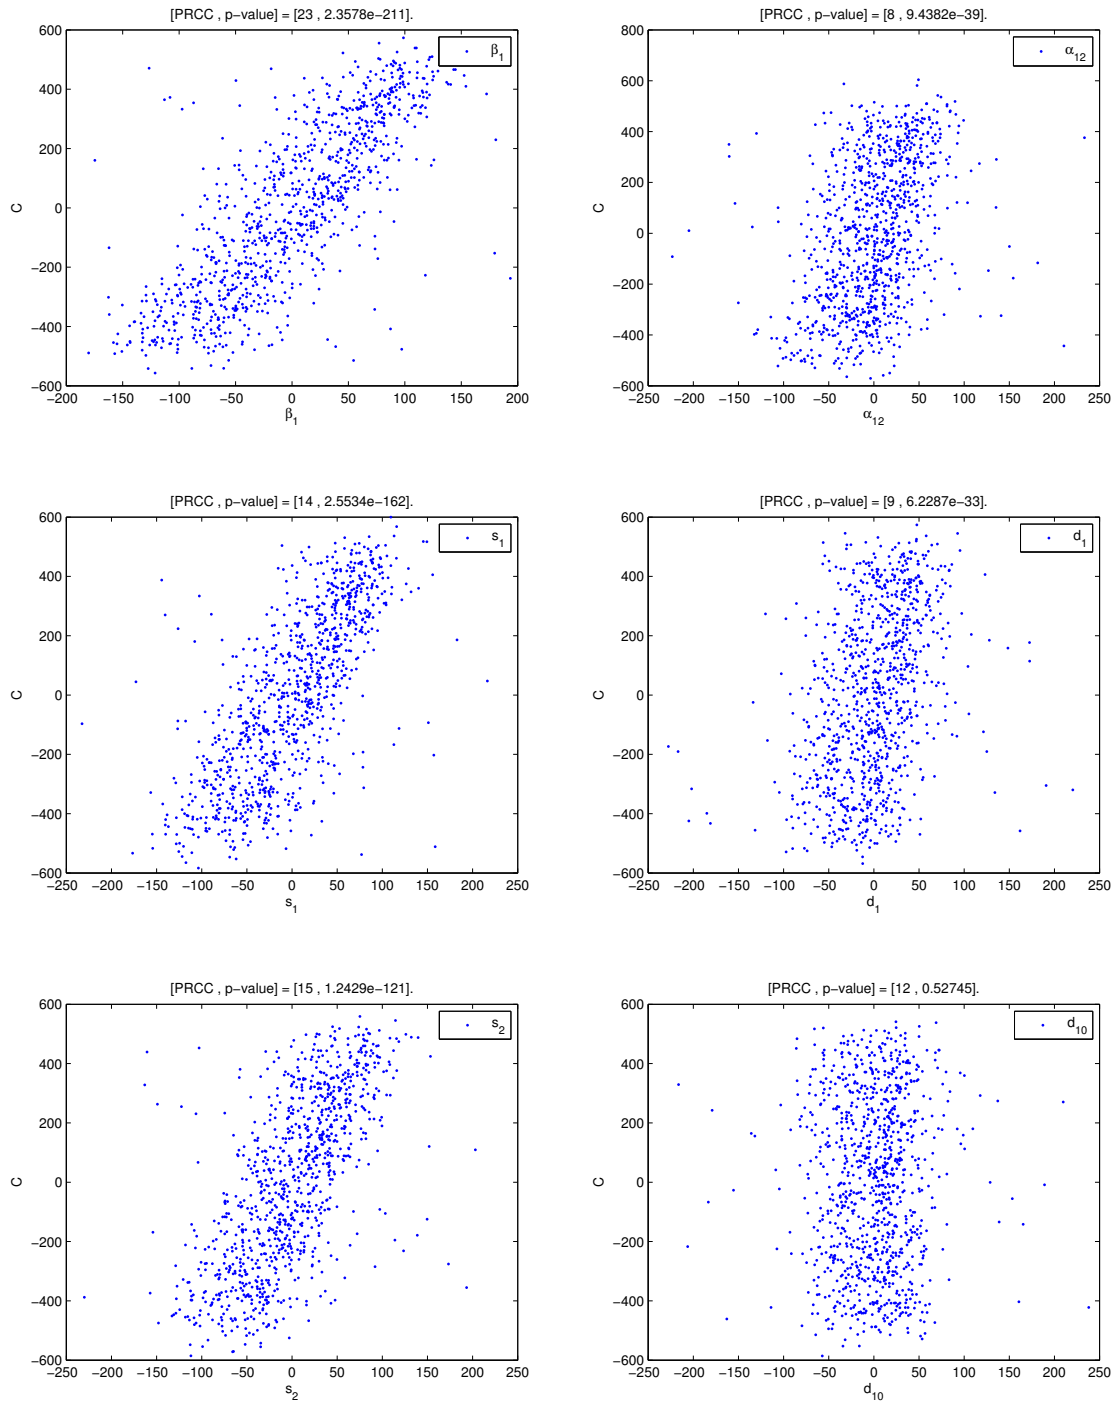 [PRCC , p−value] = [23 , 2.3578e−211].
600
400
200
0
−200
−400
−600
C
β1
−200 −150 −100 −50 0 50 100 150 200
β1
[PRCC , p−value] = [8 , 9.4382e−39].
800
600
400
200
0
−200
−400
−600
C
α12
−250 −200 −150 −100 −50 0 50 100 150 200 250
α12
[PRCC , p−value] = [14 , 2.5534e−162].
600
400
200
0
−200
−400
−600
C
s1
−250 −200 −150 −100 −50 0 50 100 150 200 250
s1
[PRCC , p−value] = [9 , 6.2287e−33].
600
400
200
0
−200
−400
−600
C
d1
−250 −200 −150 −100 −50 0 50 100 150 200 250
d1
[PRCC , p−value] = [15 , 1.2429e−121].
600
400
200
0
−200
−400
−600
C
s2
−250 −200 −150 −100 −50 0 50 100 150 200 250
s2
[PRCC , p−value] = [12 , 0.52745].
600
400
200
0
−200
−400
−600
C
d10
−250 −200 −150 −100 −50 0 50 100 150 200 250
d10